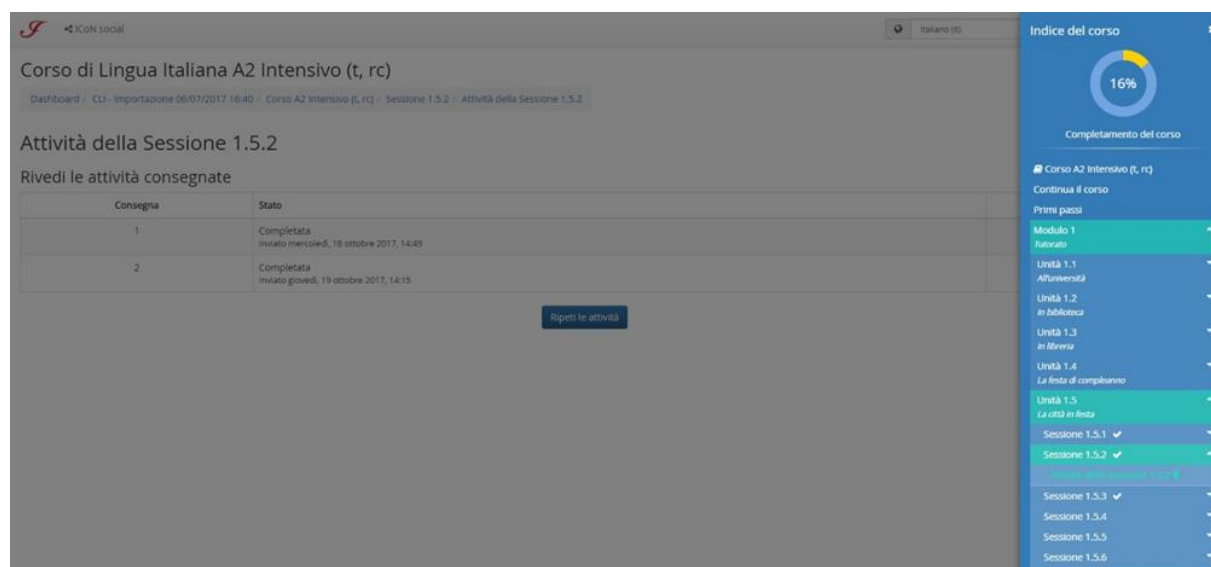 ICoN social
Italiano (it)
Corso di Lingua Italiana A2 Intensivo (t, rc)
Dashboard / CLI - Importazione 06/07/2017 16:40 / Corso A2 Intensivo (t, rc) / Sessione 1.5.2 / Attività della Sessione 1.5.2
Attività della Sessione 1.5.2
Rivedi le attività consegnate
Consegna Stato
1 Completata
Inviato mercoledì, 18 ottobre 2017, 14:49
2 Completata
Inviato giovedì, 19 ottobre 2017, 14:15
Ripeti le attività
Indice del corso
16%
Completamento del corso
Corso A2 Intensivo (t, rc)
Continua il corso
Primi passi
Modulo 1
Tutorato
Unità 1.1
All'università
Unità 1.2
In biblioteca
Unità 1.3
In libreria
Unità 1.4
La festa di compleanno
Unità 1.5
La città in festa
Sessione 1.5.1
Sessione 1.5.2
Attività della Sessione 1.5.2
Sessione 1.5.3
Sessione 1.5.4
Sessione 1.5.5
Sessione 1.5.6